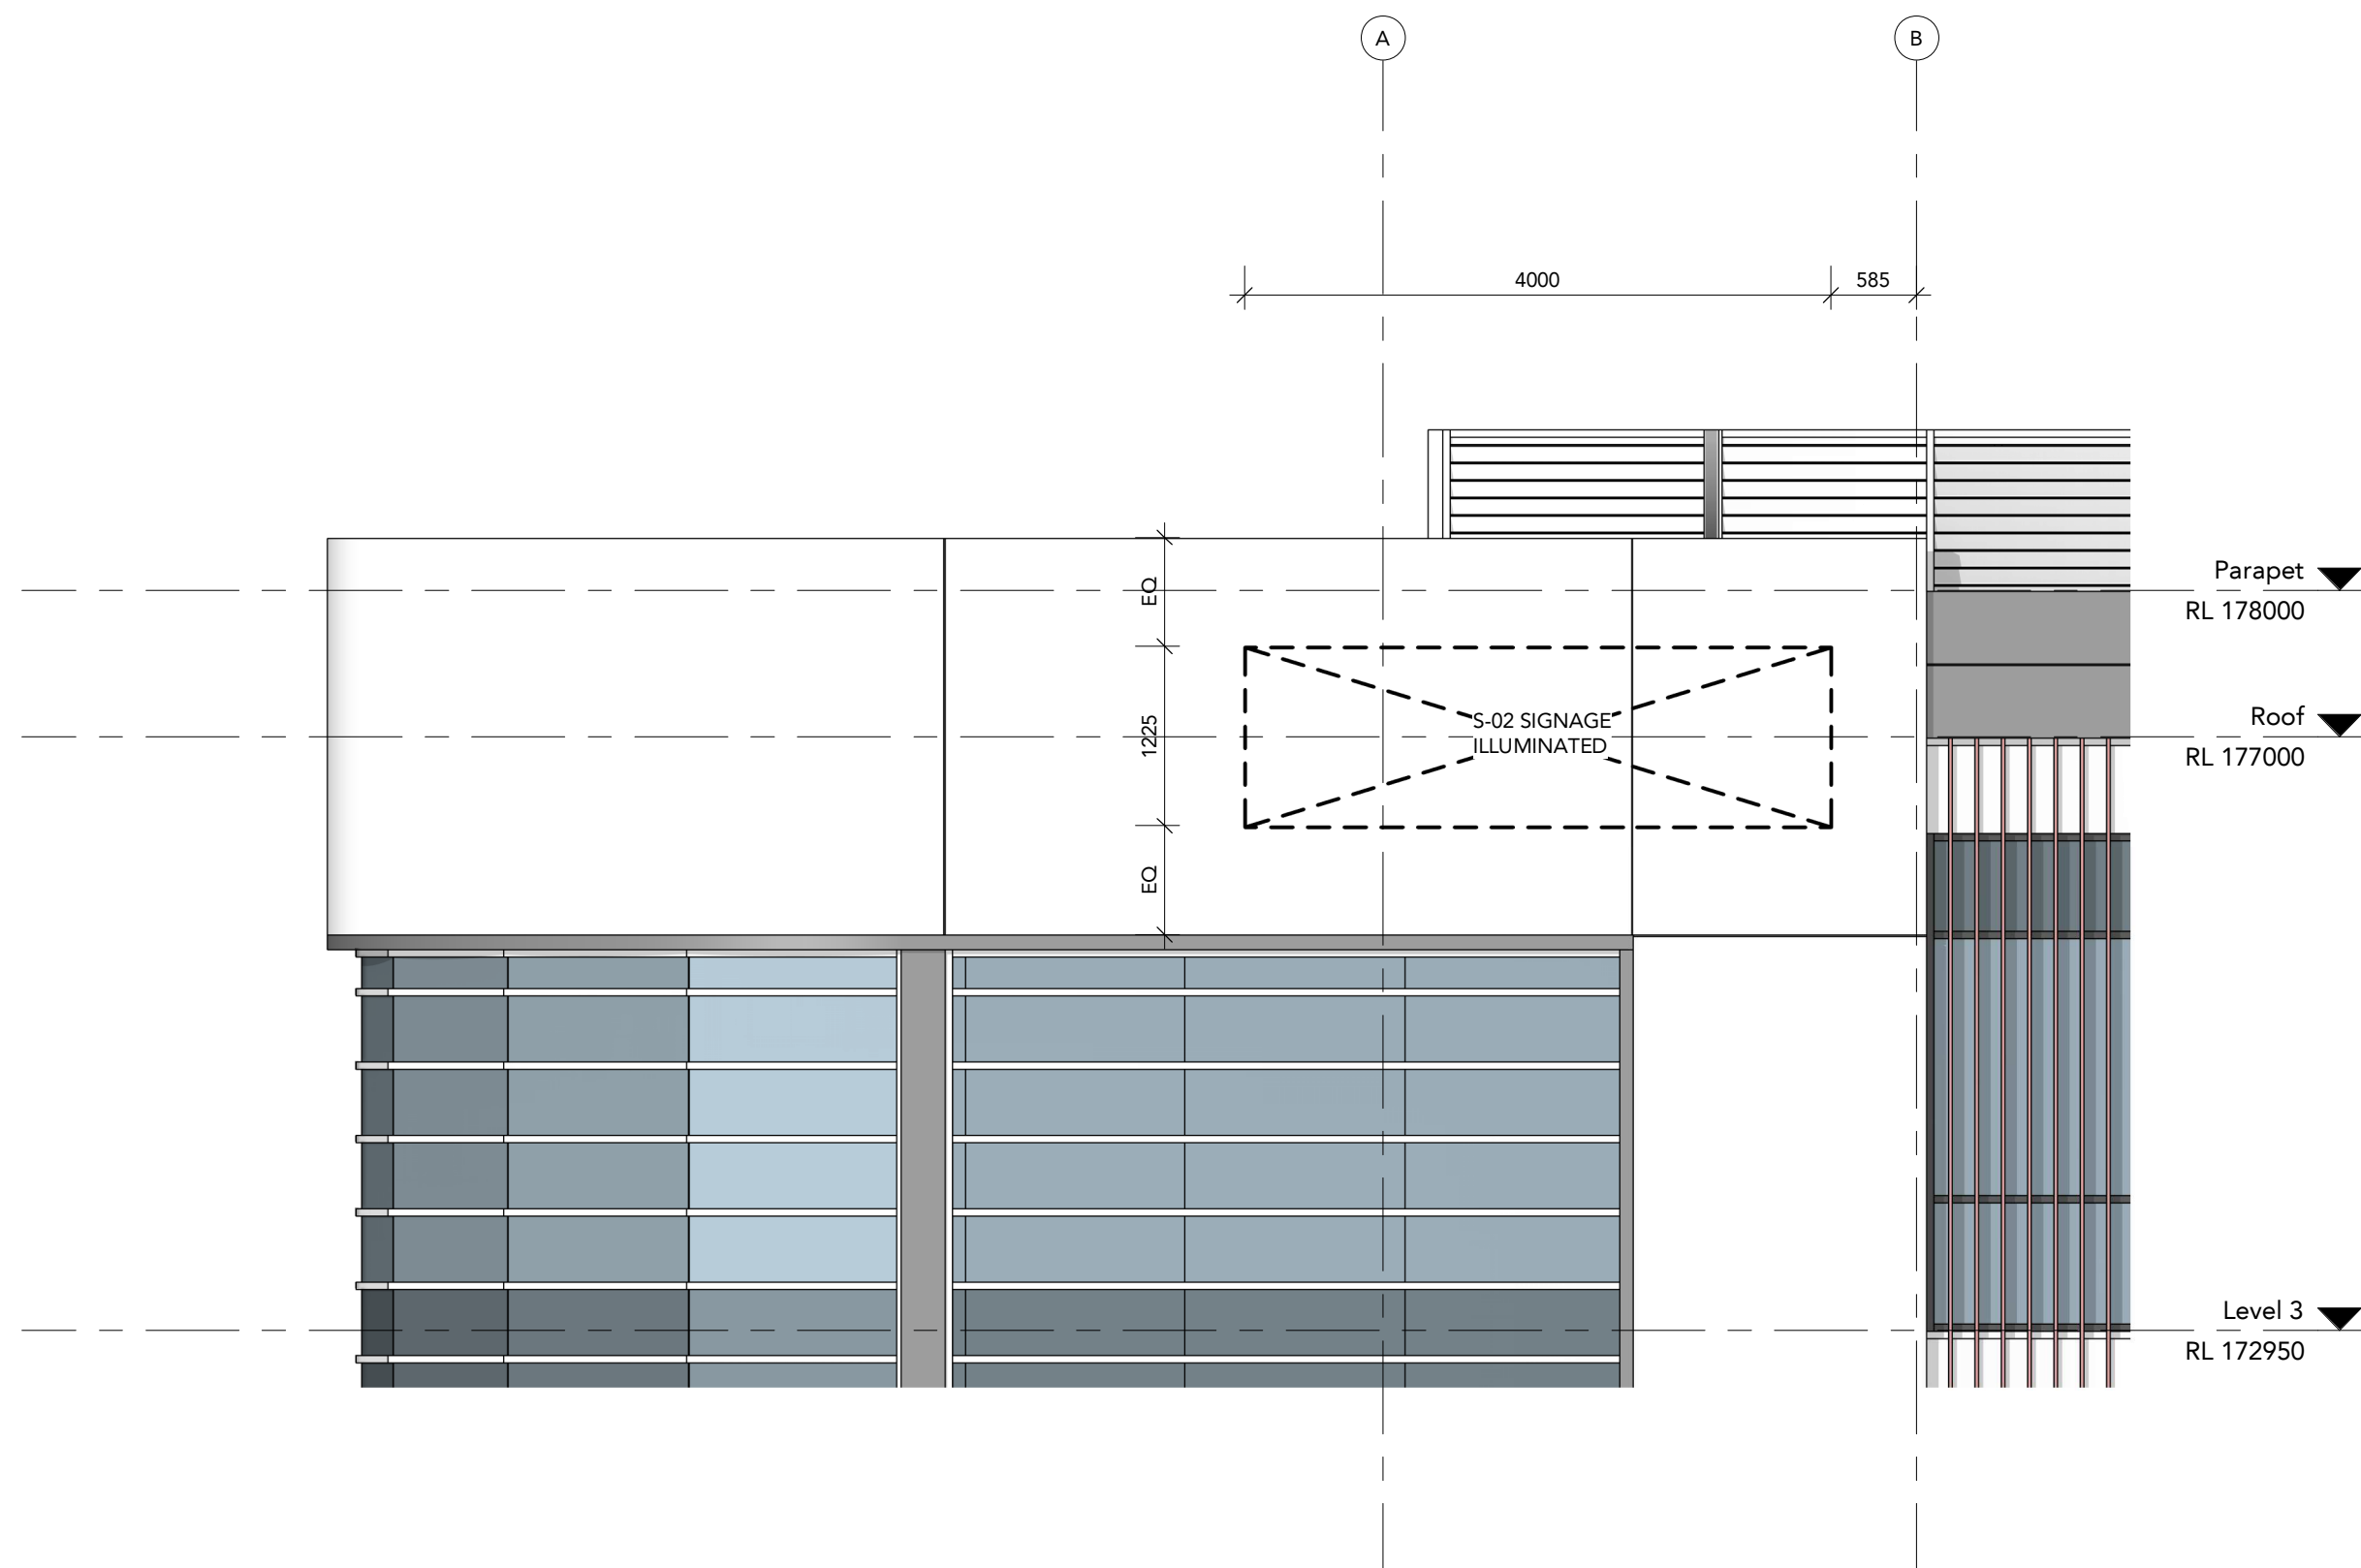 A
B
4000
585
EQ
Parapet
RL 178000
1225
S-02 SIGNAGE
ILLUMINATED
Roof
RL 177000
EQ
Level 3
RL 172950